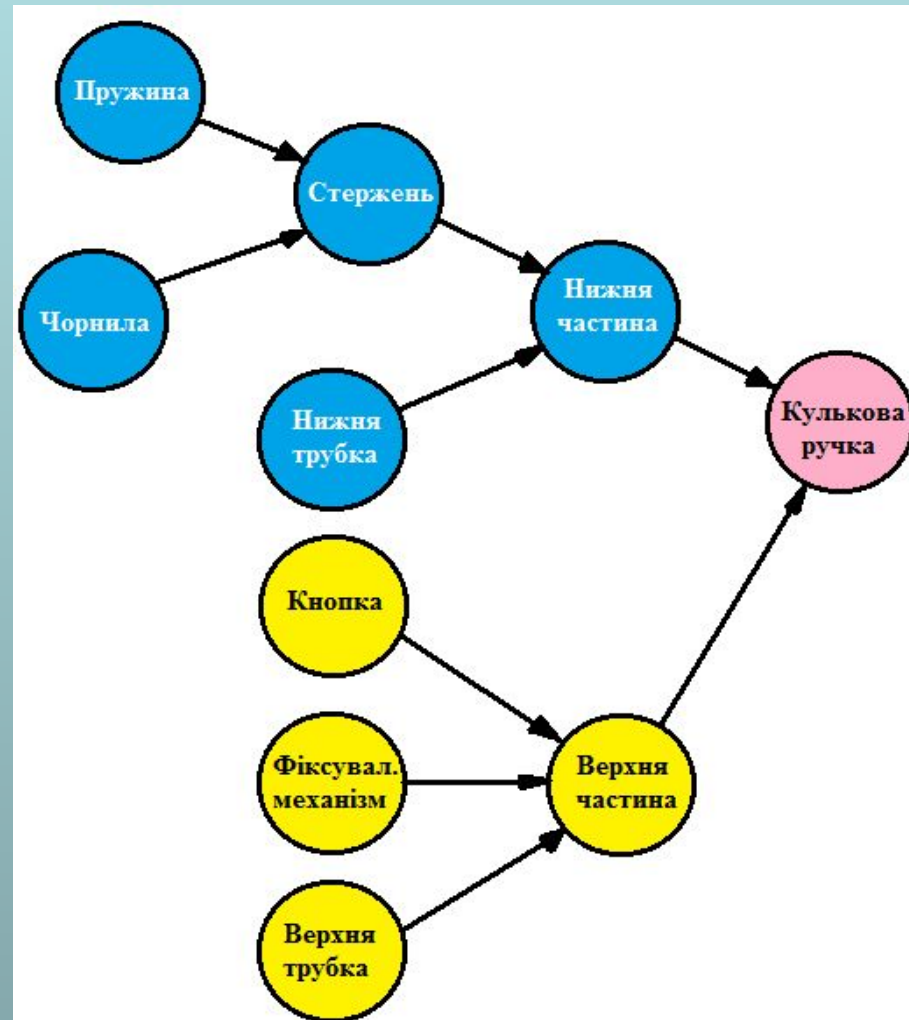 Пружина
Стержень
Чорнила
Нижня
частина
Нижня
трубка
Кулькова
ручка
Кнопка
Фіксувал.
механізм
Верхня
частина
Верхня
трубка